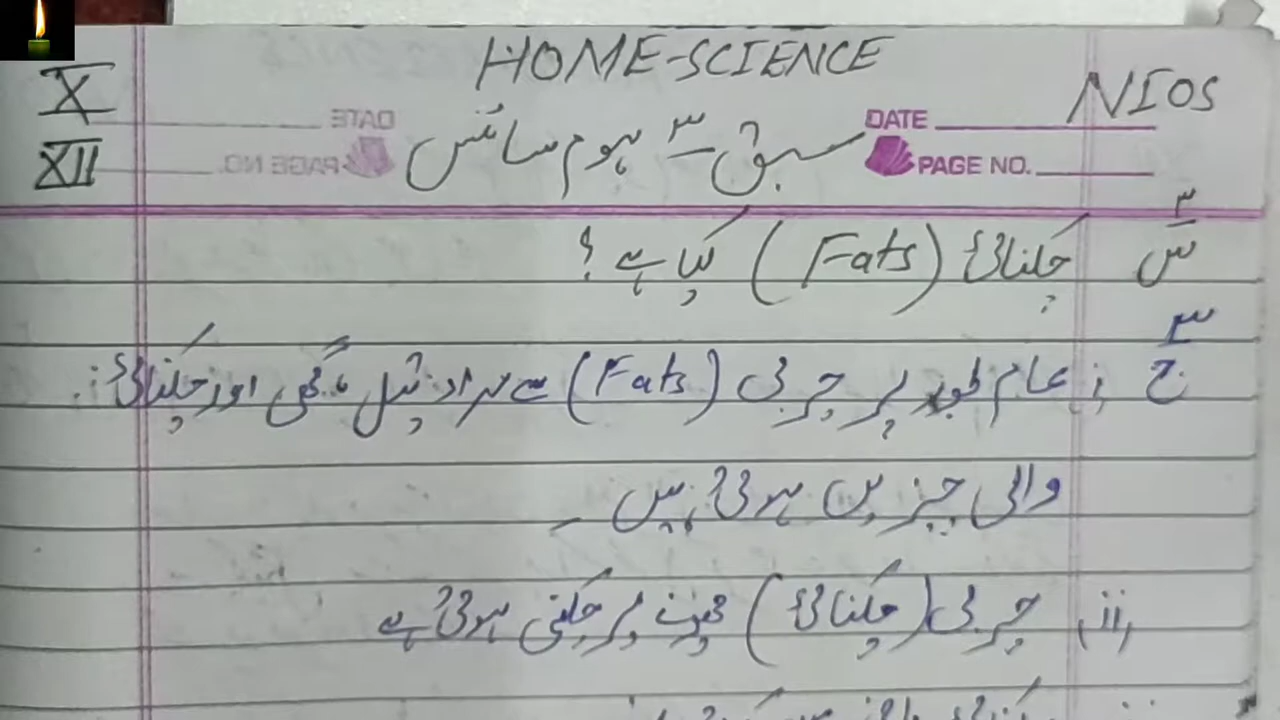 HOME-SCIENCE
X
NIOS
DATE
XII
سبق ۳ ہوم سائنس
PAGE NO.
س ۳ چکنائی (Fats) کیا ہے ؟
ج ۳ i, عام طور پر چربی (Fats) سے مراد تیل، گھی اور چکنائی
والی چیزیں ہوتی ہیں ۔
ii, چربی (چکنائی) چھونے پر چکنی ہوتی ہے